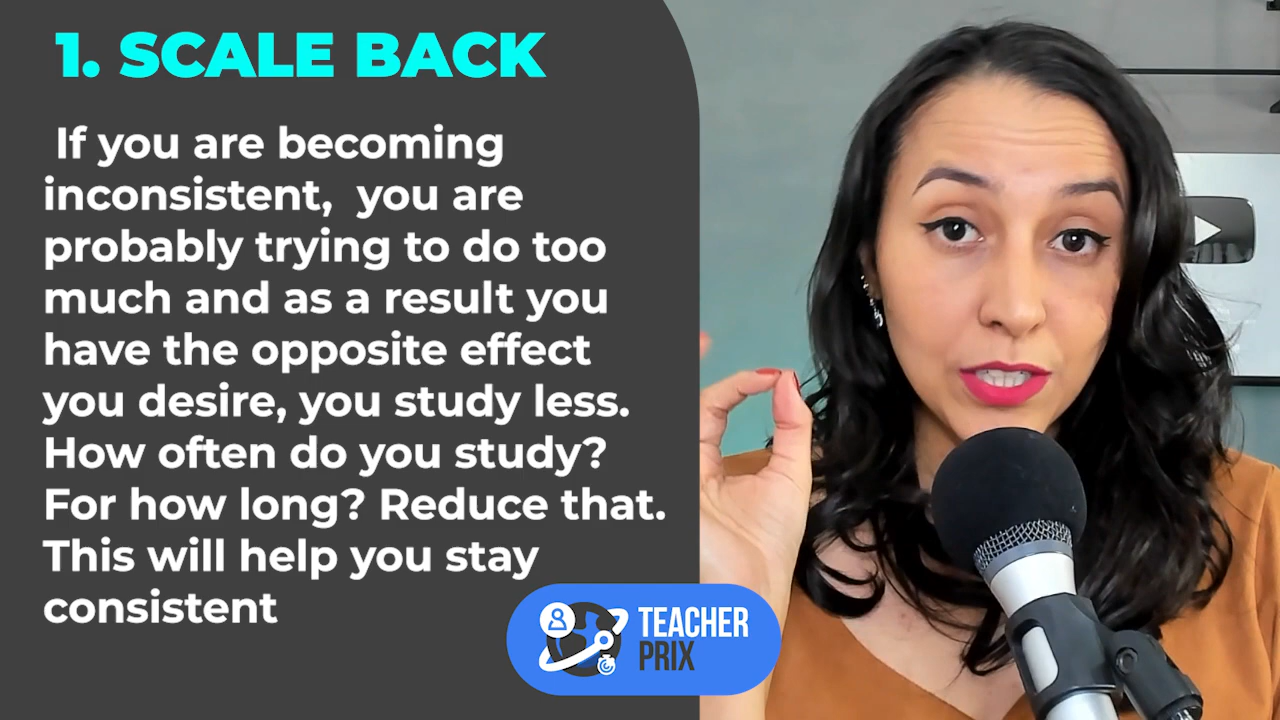 1. SCALE BACK
If you are becoming
inconsistent,  you are
probably trying to do too
much and as a result you
have the opposite effect
you desire, you study less.
How often do you study?
For how long? Reduce that.
This will help you stay
consistent
TEACHER
PRIX